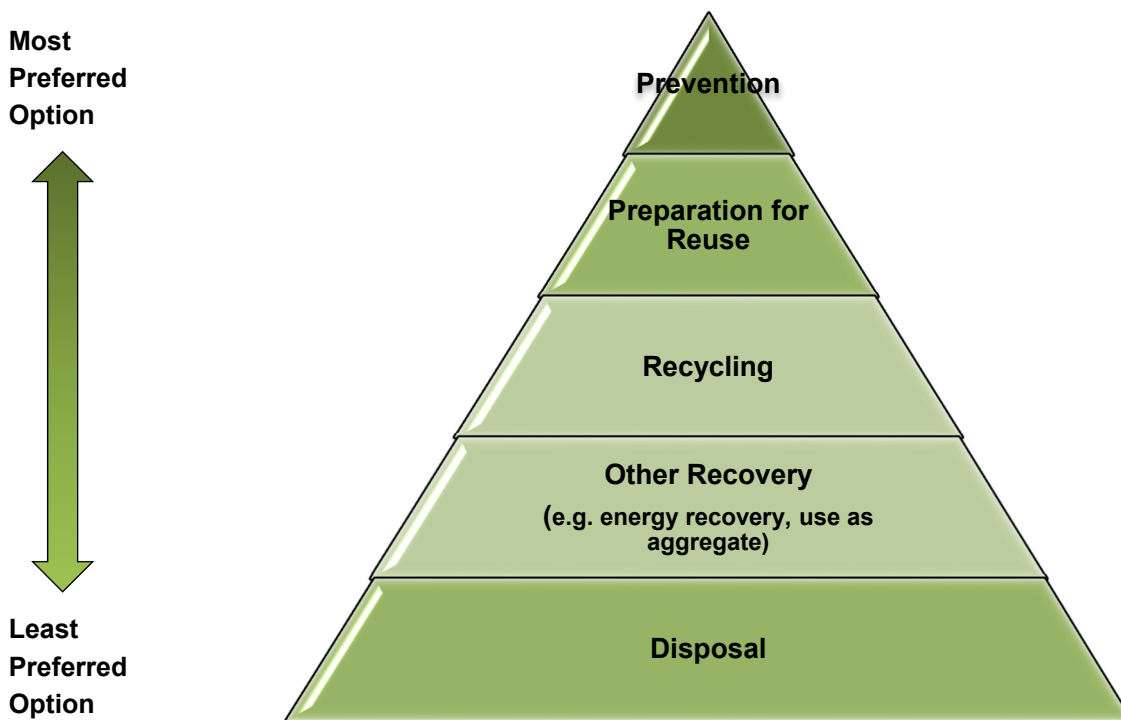 Most
Preferred
Option
Prevention
Preparation for
Reuse
Recycling
Other Recovery
(e.g. energy recovery, use as
aggregate)
Least
Preferred
Option
Disposal